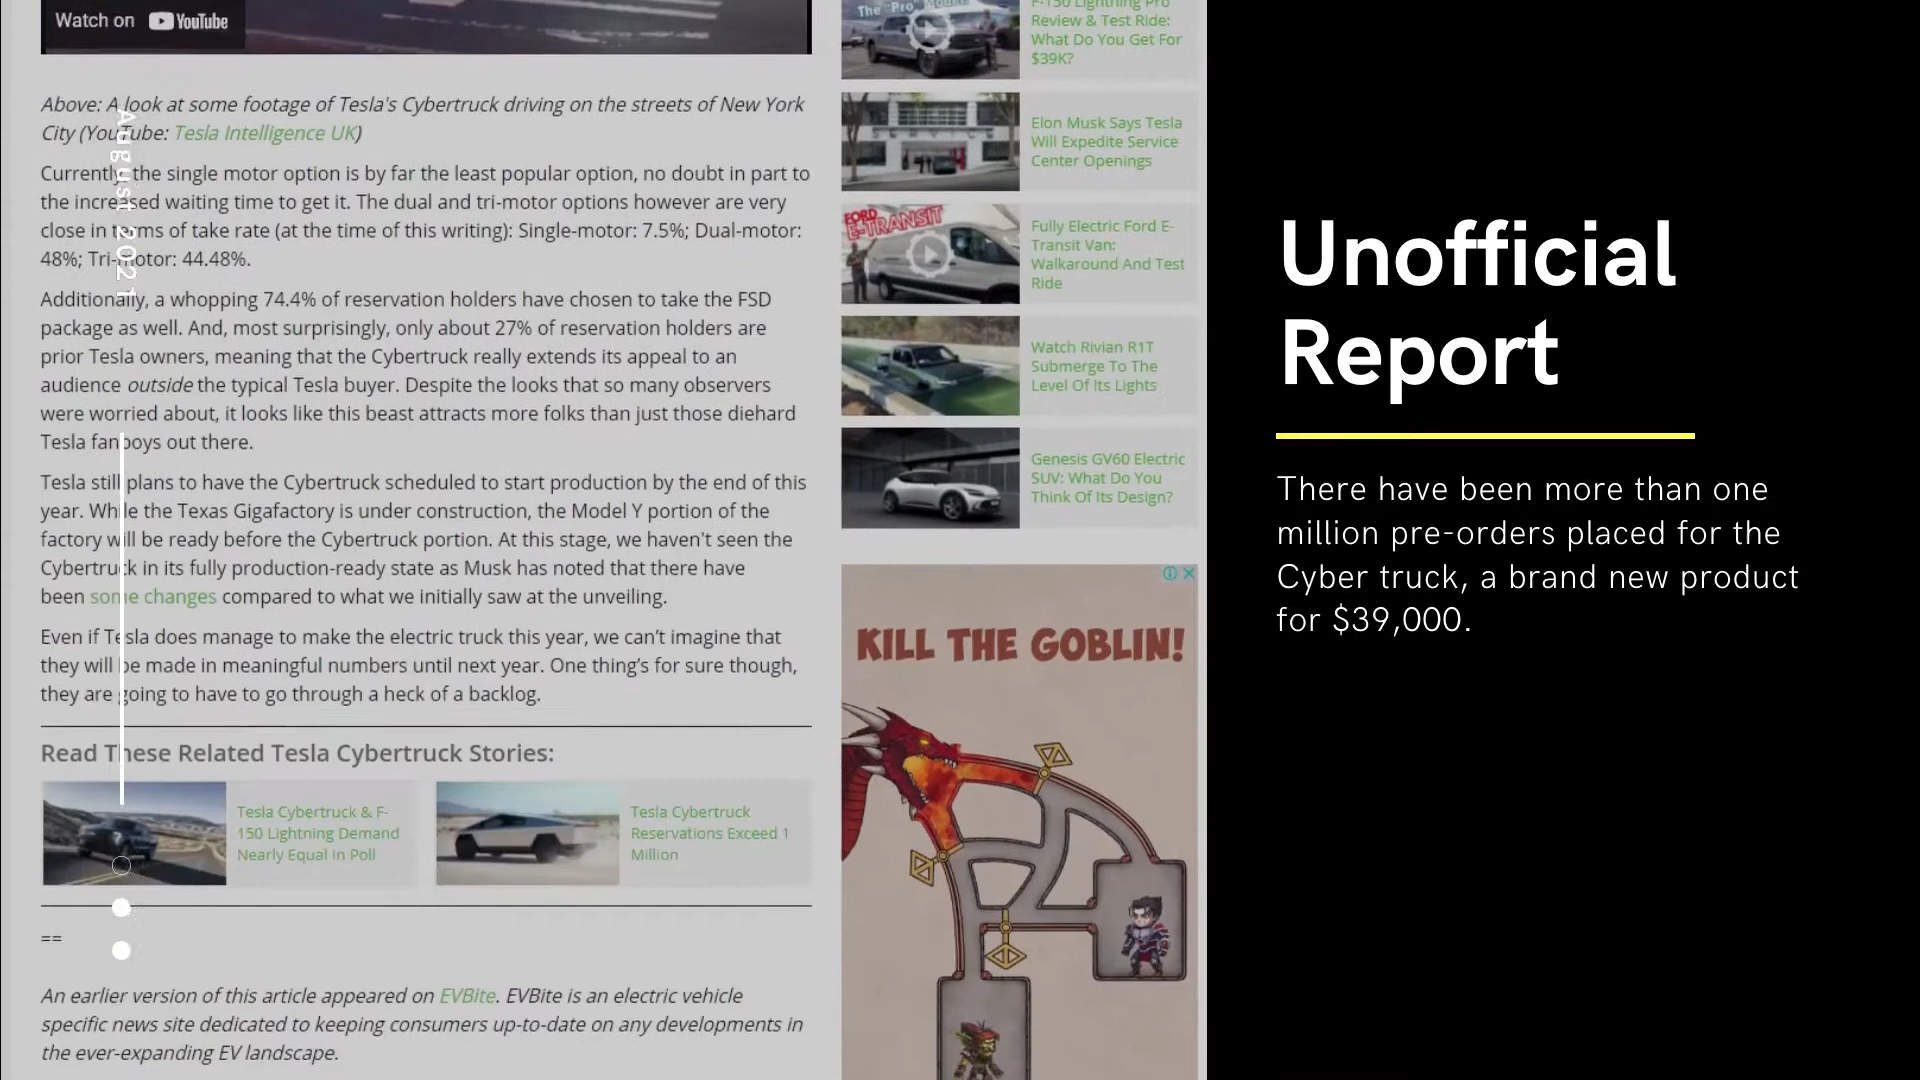 Watch on YouTube
Above: A look at some footage of Tesla's Cybertruck driving on the streets of New York
City (YouTube: Tesla Intelligence UK)
Currently, the single motor option is by far the least popular option, no doubt in part to
the increased waiting time to get it. The dual and tri-motor options however are very
close in terms of take rate (at the time of this writing): Single-motor: 7.5%; Dual-motor:
48%; Tri-motor: 44.48%.
Additionally, a whopping 74.4% of reservation holders have chosen to take the FSD
package as well. And, most surprisingly, only about 27% of reservation holders are
prior Tesla owners, meaning that the Cybertruck really extends its appeal to an
audience outside the typical Tesla buyer. Despite the looks that so many observers
were worried about, it looks like this beast attracts more folks than just those diehard
Tesla fanboys out there.
Tesla still plans to have the Cybertruck scheduled to start production by the end of this
year. While the Texas Gigafactory is under construction, the Model Y portion of the
factory will be ready before the Cybertruck portion. At this stage, we haven't seen the
Cybertruck in its fully production-ready state as Musk has noted that there have
been some changes compared to what we initially saw at the unveiling.
Even if Tesla does manage to make the electric truck this year, we can't imagine that
they will be made in meaningful numbers until next year. One thing's for sure though,
they are going to have to go through a heck of a backlog.
Read These Related Tesla Cybertruck Stories:
Tesla Cybertruck & F-
150 Lightning Demand
Nearly Equal In Poll
Tesla Cybertruck
Reservations Exceed 1
Million
==
An earlier version of this article appeared on EVBite. EVBite is an electric vehicle
specific news site dedicated to keeping consumers up-to-date on any developments in
the ever-expanding EV landscape.
August 2021
The "Pro" Model
F-150 Lightning Pro
Review & Test Ride:
What Do You Get For
$39K?
SERVICE
Elon Musk Says Tesla
Will Expedite Service
Center Openings
FORD
E-TRANSIT
Fully Electric Ford E-
Transit Van:
Walkaround And Test
Ride
Watch Rivian R1T
Submerge To The
Level Of Its Lights
Genesis GV60 Electric
SUV: What Do You
Think Of Its Design?
KILL THE GOBLIN!
Unofficial
Report
There have been more than one
million pre-orders placed for the
Cyber truck, a brand new product
for $39,000.